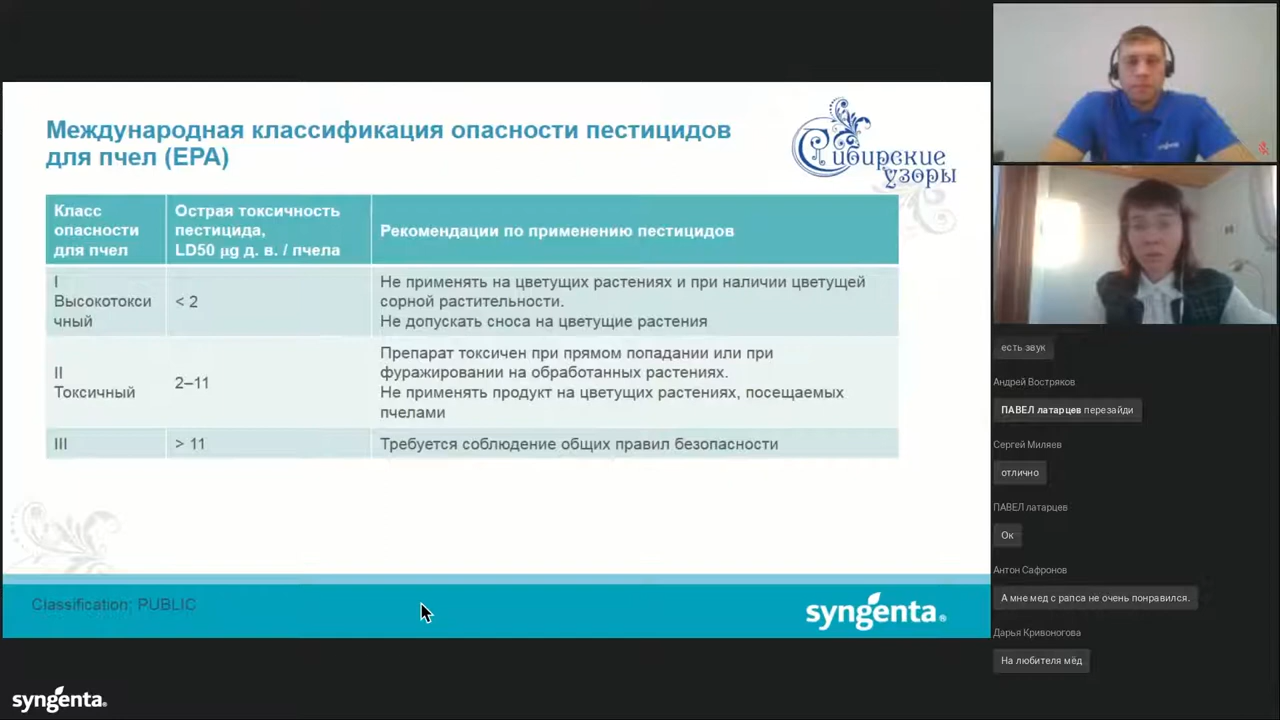 Международная классификация опасности пестицидов
для пчел (EPA)
Сибирские
узоры
Класс
опасности
для пчел
Острая токсичность
пестицида,
LD50 µg д. в. / пчела
Рекомендации по применению пестицидов
I
Высокотокси
чный
< 2
Не применять на цветущих растениях и при наличии цветущей
сорной растительности.
Не допускать сноса на цветущие растения
II
Токсичный
2–11
Препарат токсичен при прямом попадании или при
фуражировании на обработанных растениях.
Не применять продукт на цветущих растениях, посещаемых
пчелами
III
> 11
Требуется соблюдение общих правил безопасности
Classification: PUBLIC
syngenta®
syngenta®
есть звук
Андрей Востряков
ПАВЕЛ латарцев перезайди
Сергей Миляев
отлично
ПАВЕЛ латарцев
Ок
Антон Сафронов
А мне мед с рапса не очень понравился.
Дарья Кривоногова
На любителя мёд